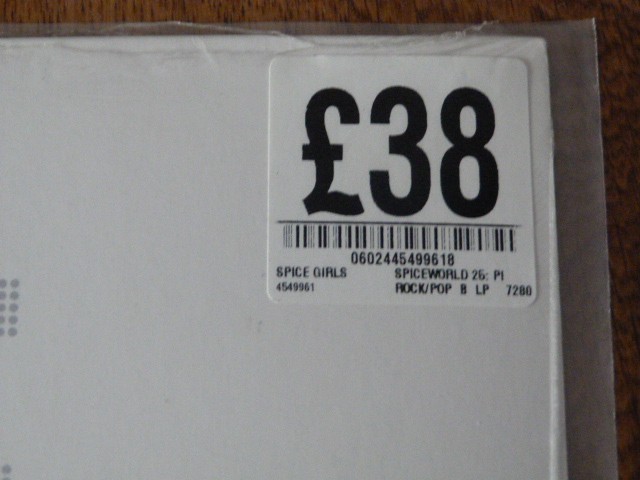 £38
0602445499618
SPICE GIRLS SPICEWORLD 25: PI
4549961 ROCK/POP B LP 7280